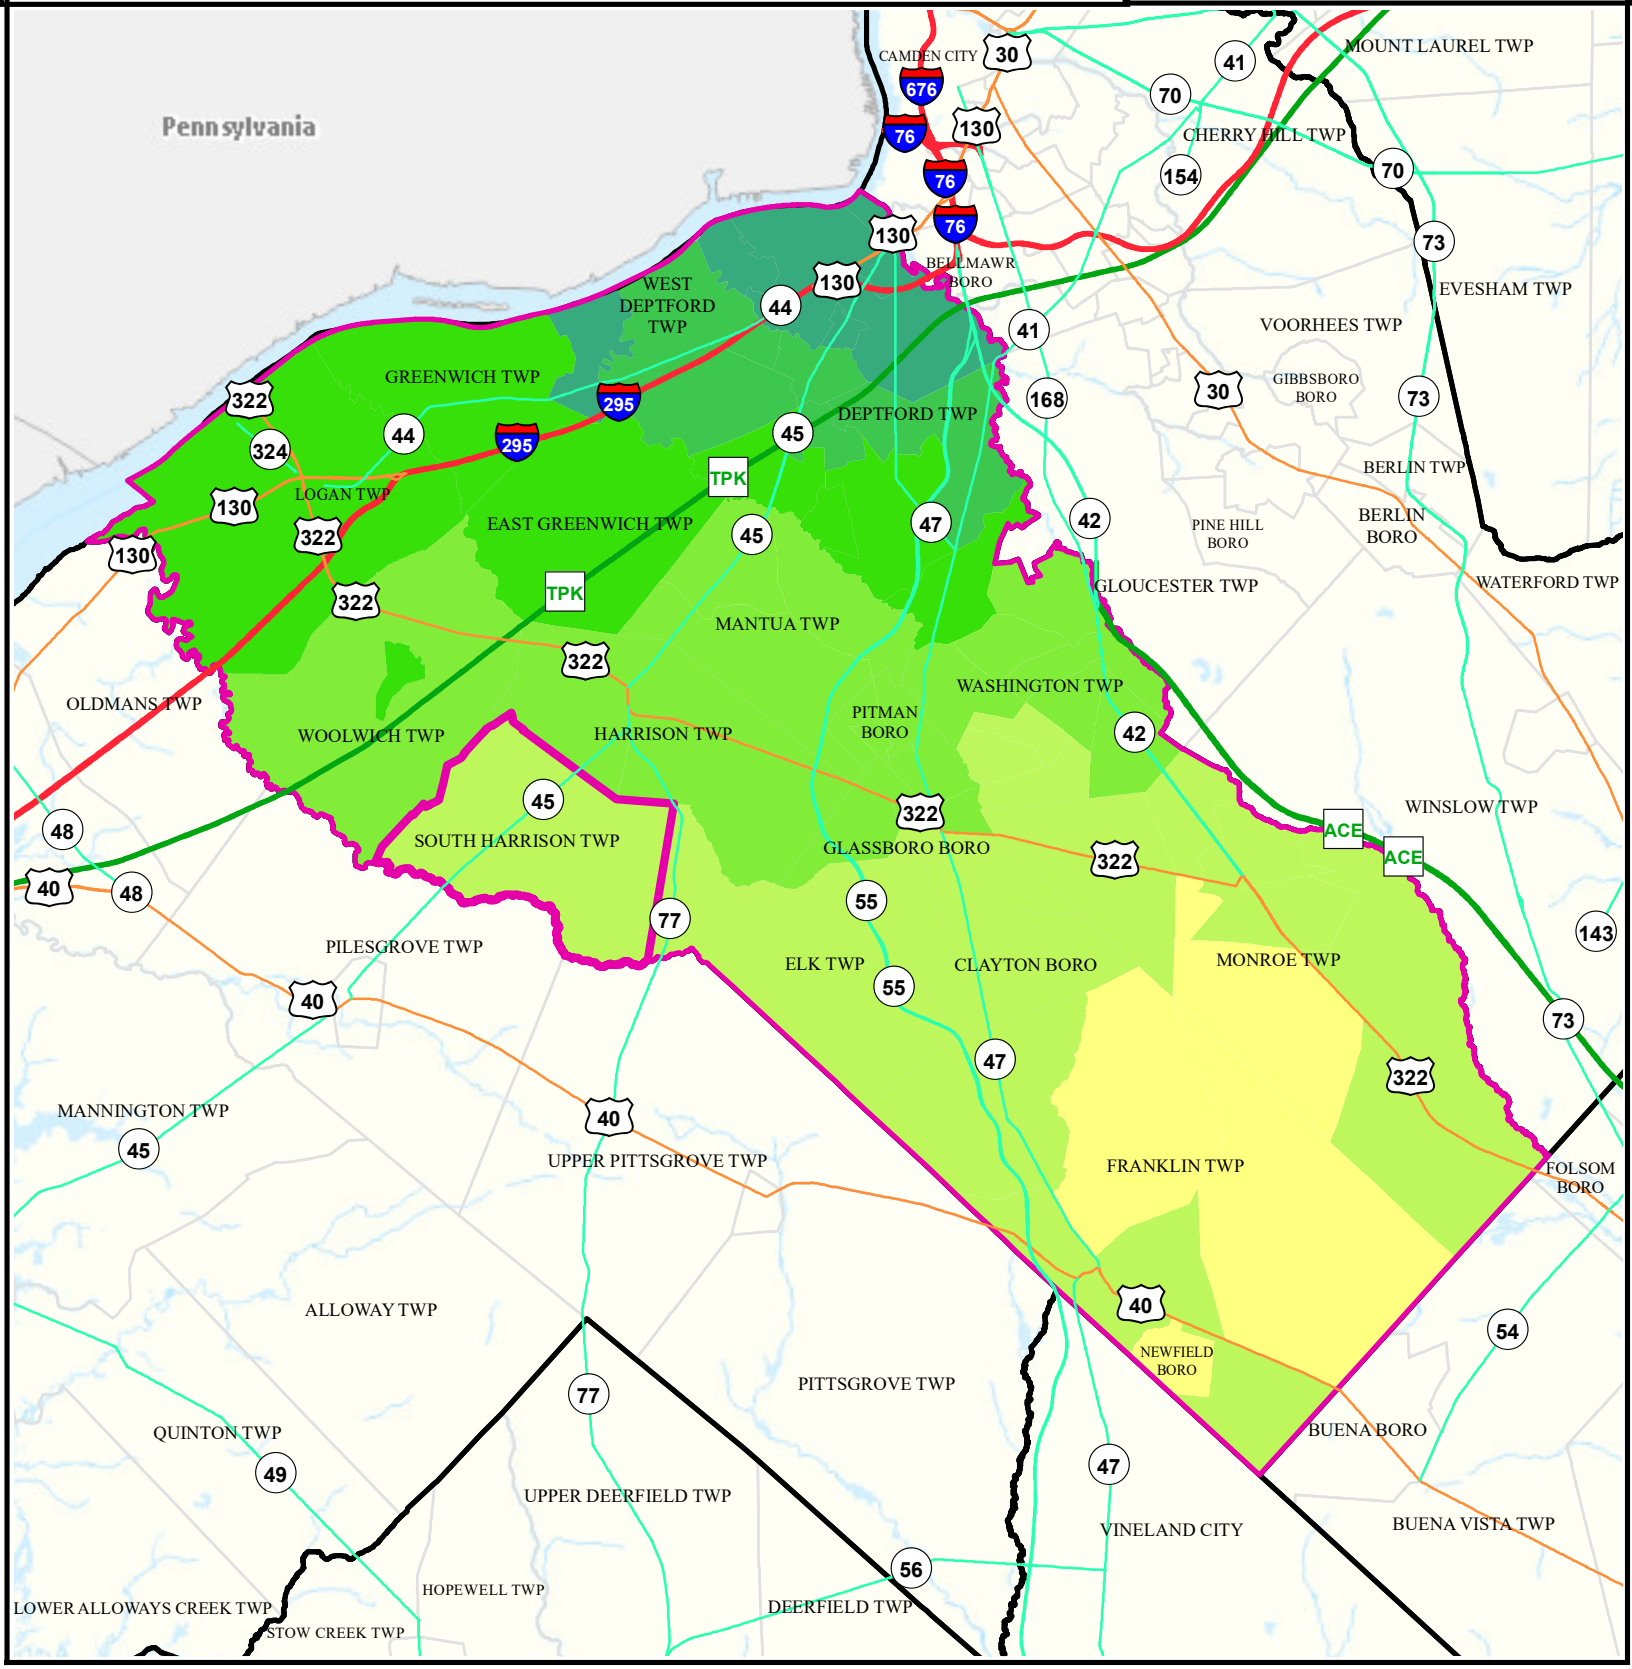 MOUNT LAUREL TWP
CAMDEN CITY
30
41
676
70
Pennsylvania
76
130
CHERRY HILL TWP
154
70
76
76
130
73
BELLMAWR
BORO
130
WEST
DEPTFORD
TWP
44
EVESHAM TWP
VOORHEES TWP
41
GREENWICH TWP
GIBBSBORO
BORO
322
295
168
30
73
DEPTFORD TWP
44
45
295
324
BERLIN TWP
TPK
LOGAN TWP
130
BERLIN
BORO
EAST GREENWICH TWP
47
42
PINE HILL
BORO
322
45
130
WATERFORD TWP
GLOUCESTER TWP
TPK
322
MANTUA TWP
322
WASHINGTON TWP
OLDMANS TWP
PITMAN
BORO
WOOLWICH TWP
HARRISON TWP
42
45
WINSLOW TWP
322
48
ACE
SOUTH HARRISON TWP
GLASSBORO BORO
322
ACE
40
48
55
77
143
PILESGROVE TWP
ELK TWP
CLAYTON BORO
MONROE TWP
55
40
73
47
322
MANNINGTON TWP
40
45
UPPER PITTSGROVE TWP
FRANKLIN TWP
FOLSOM
BORO
ALLOWAY TWP
40
54
NEWFIELD
BORO
77
PITTSGROVE TWP
QUINTON TWP
BUENA BORO
49
47
UPPER DEERFIELD TWP
VINELAND CITY
BUENA VISTA TWP
56
HOPEWELL TWP
LOWER ALLOWAYS CREEK TWP
DEERFIELD TWP
STOW CREEK TWP